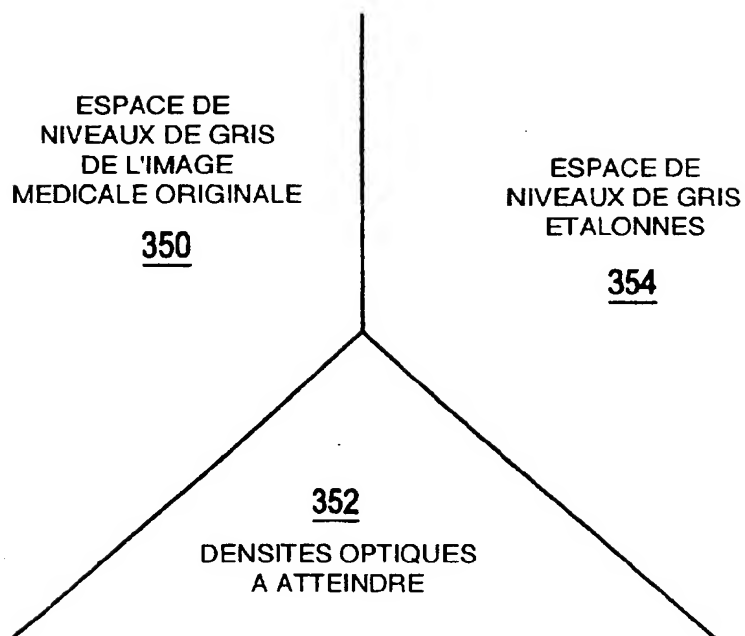 ESPACE DE
NIVEAUX DE GRIS
DE L'IMAGE
MEDICALE ORIGINALE
350
ESPACE DE
NIVEAUX DE GRIS
ETALONNES
354
352
DENSITES OPTIQUES
A ATTEINDRE